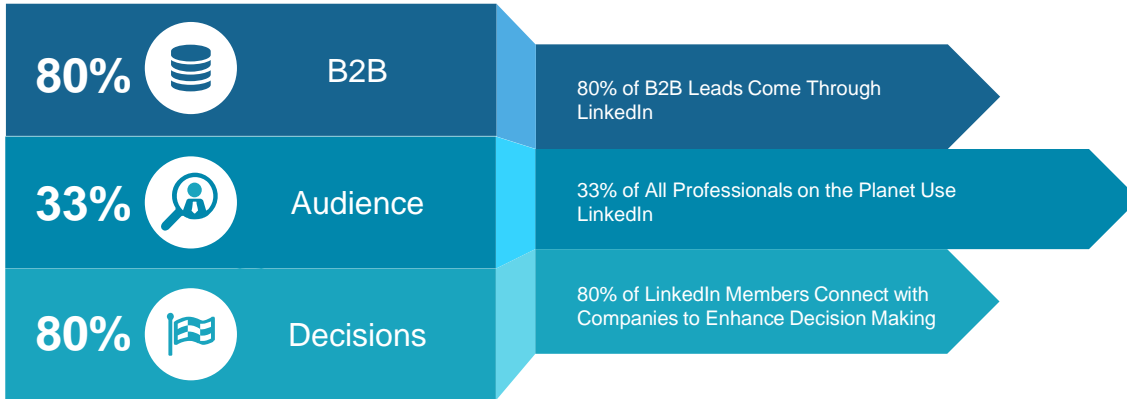 80%
B2B
80% of B2B Leads Come Through
LinkedIn
33%
Audience
33% of All Professionals on the Planet Use
LinkedIn
80%
Decisions
80% of LinkedIn Members Connect with
Companies to Enhance Decision Making